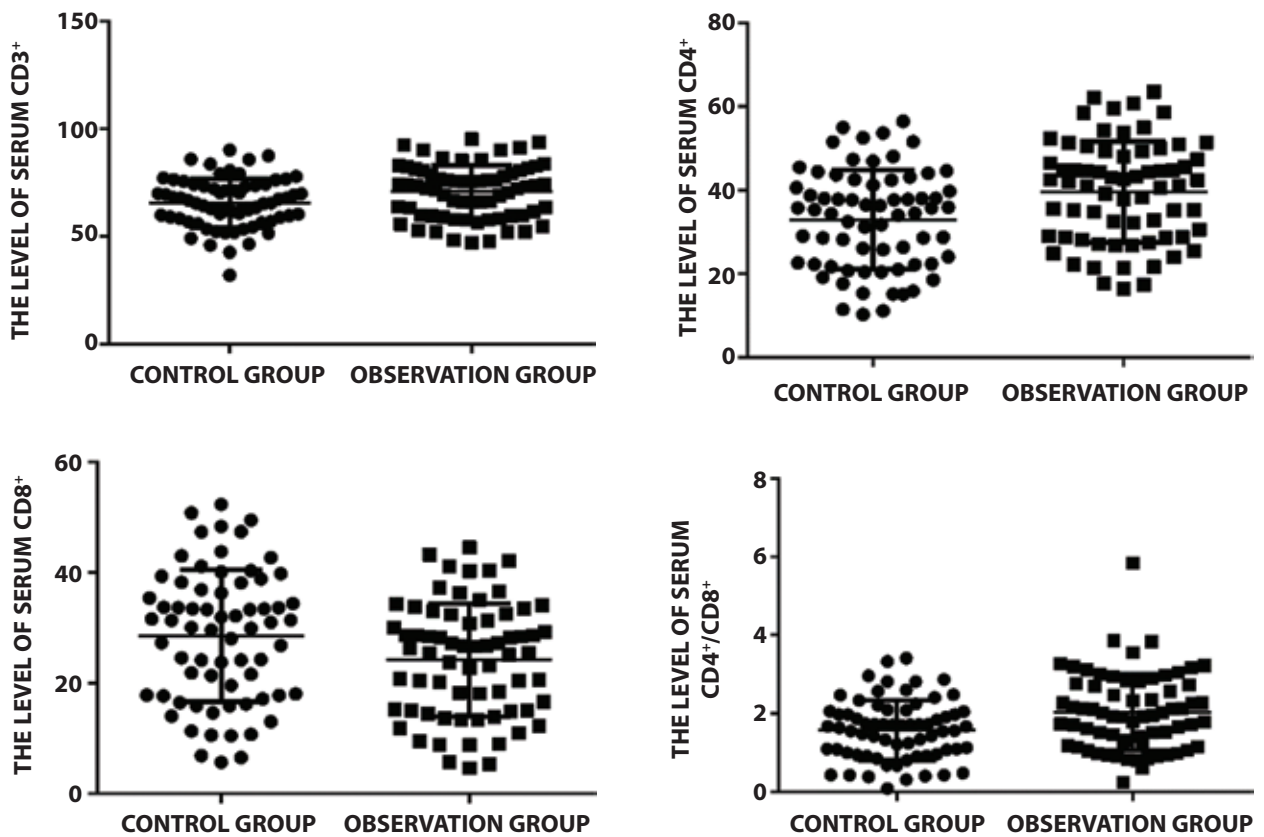 THE LEVEL OF SERUM CD3⁺
150
100
50
0
CONTROL GROUP OBSERVATION GROUP
THE LEVEL OF SERUM CD4⁺
80
60
40
20
0
CONTROL GROUP OBSERVATION GROUP
THE LEVEL OF SERUM CD8⁺
60
40
20
0
CONTROL GROUP OBSERVATION GROUP
THE LEVEL OF SERUM
CD4⁺/CD8⁺
8
6
4
2
0
CONTROL GROUP OBSERVATION GROUP